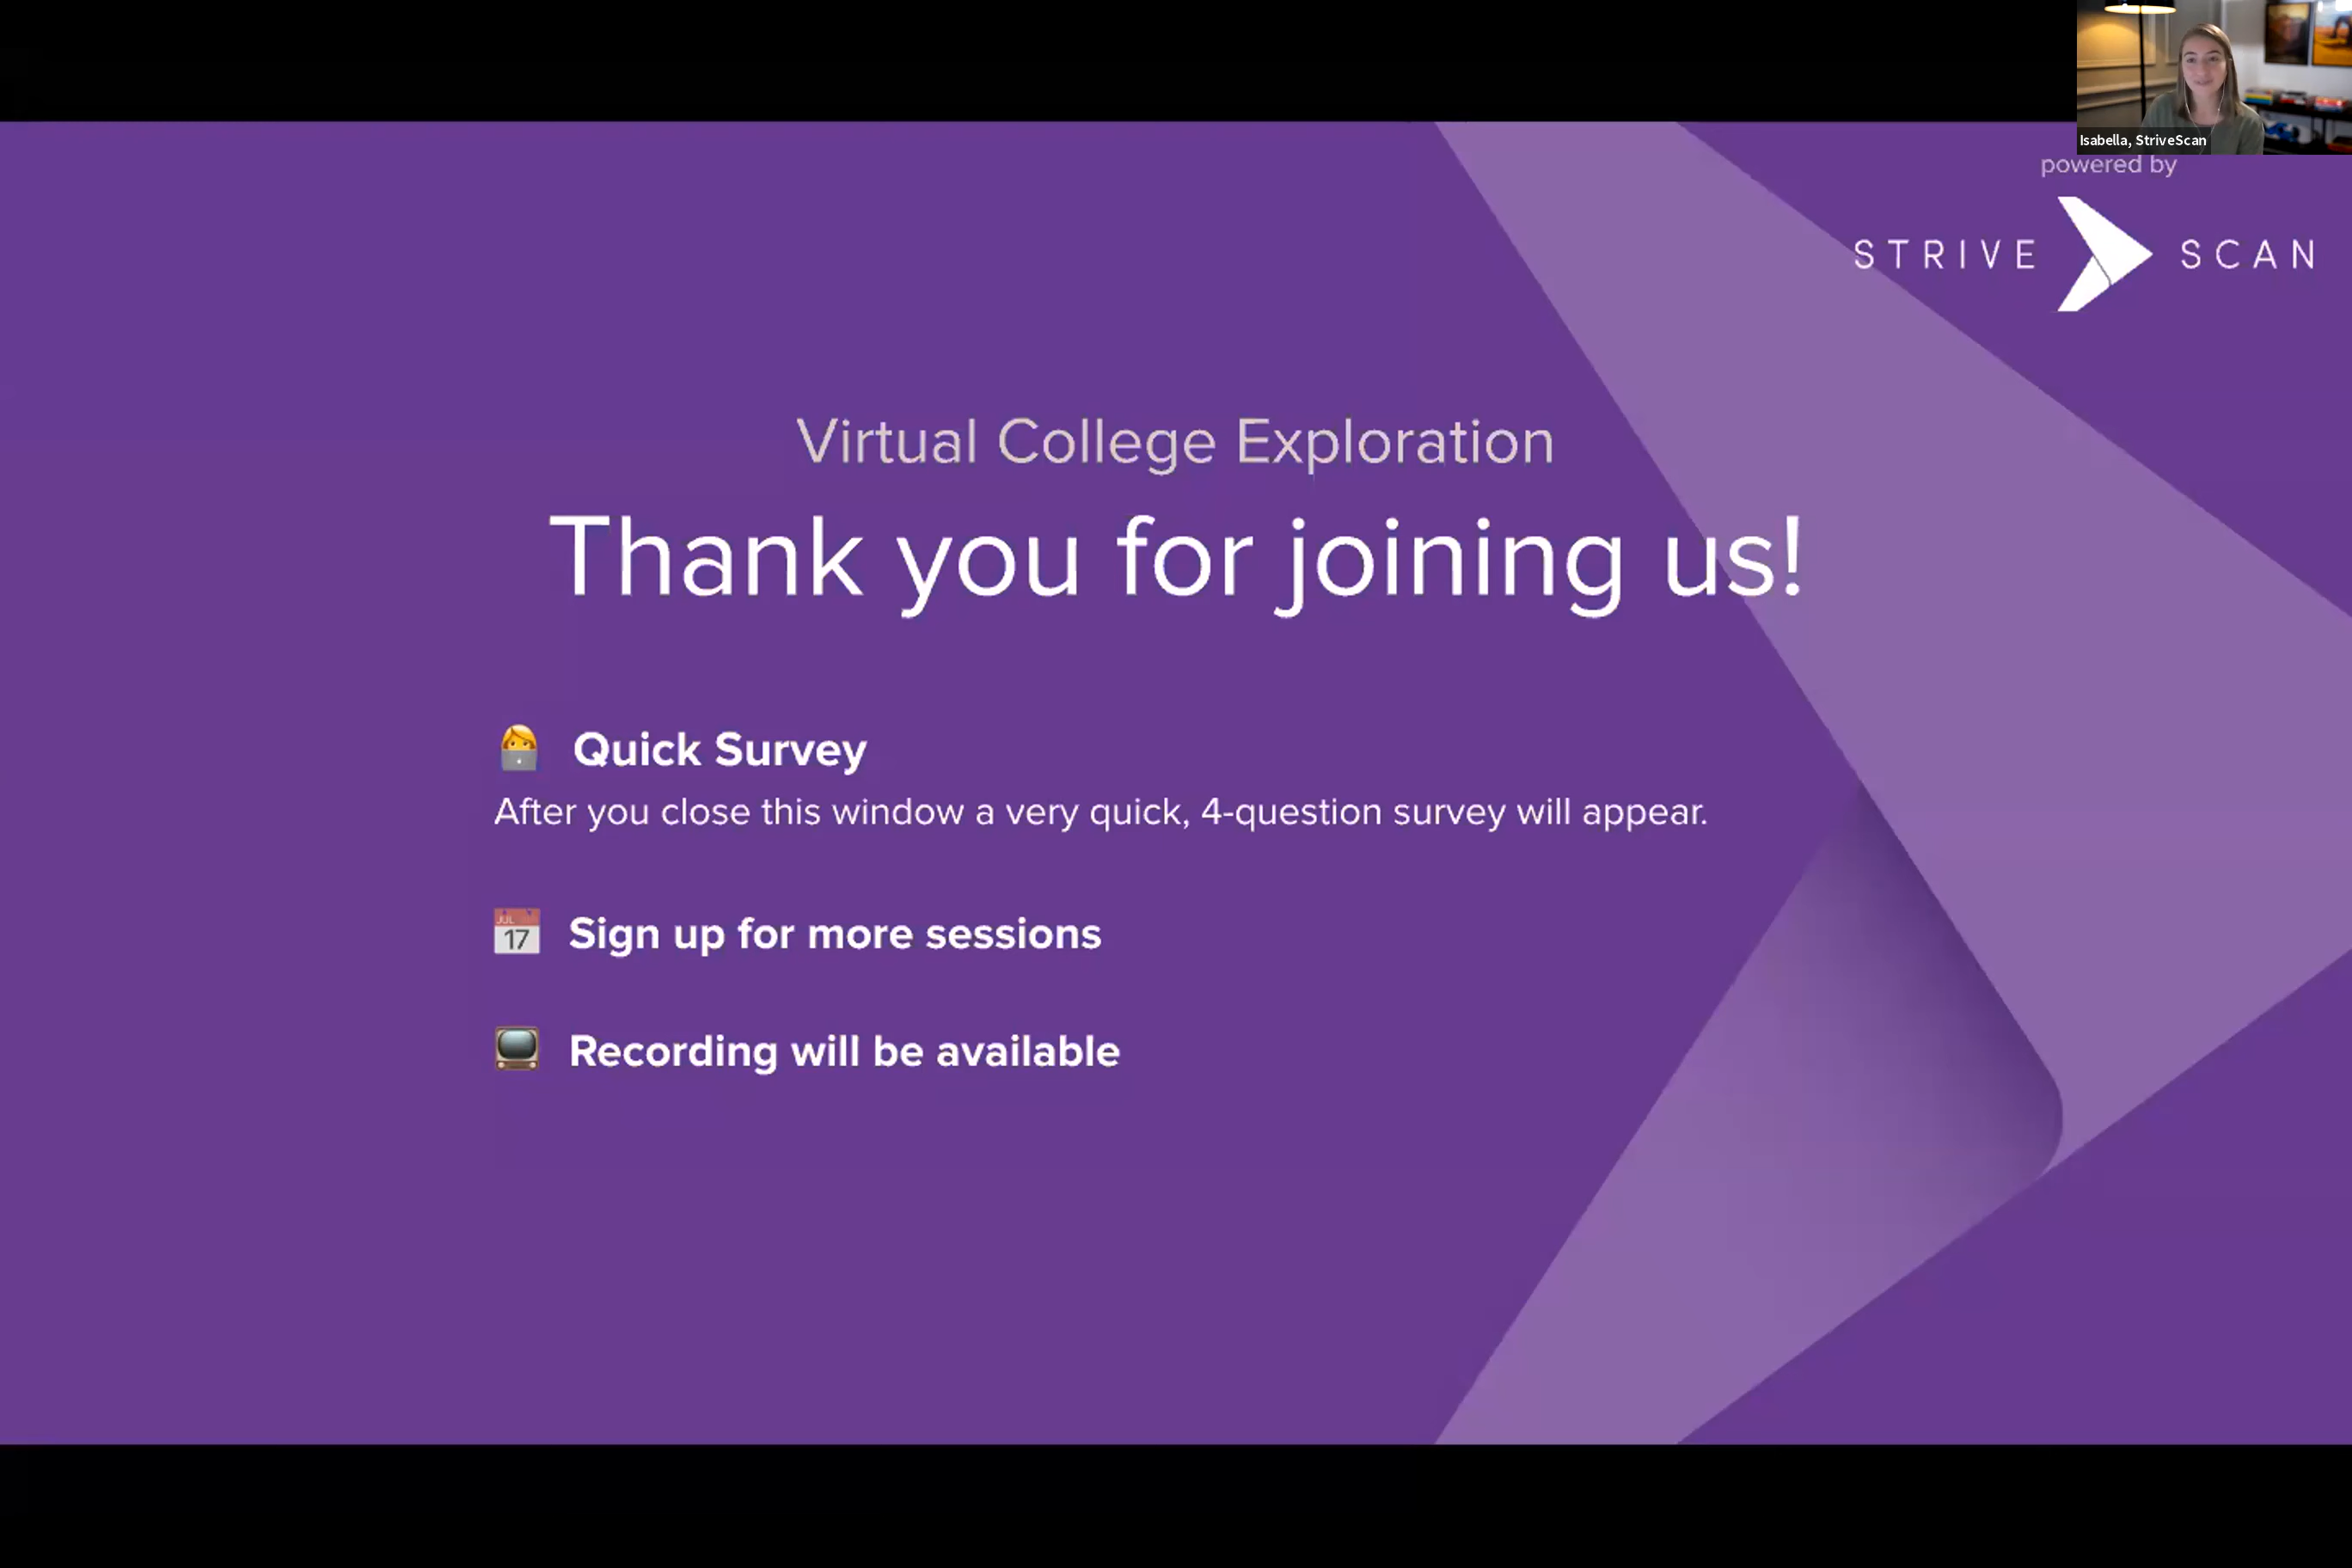 Isabella, StriveScan
powered by
STRIVE SCAN
Virtual College Exploration
Thank you for joining us!
Quick Survey
After you close this window a very quick, 4-question survey will appear.
JUL
17
Sign up for more sessions
Recording will be available